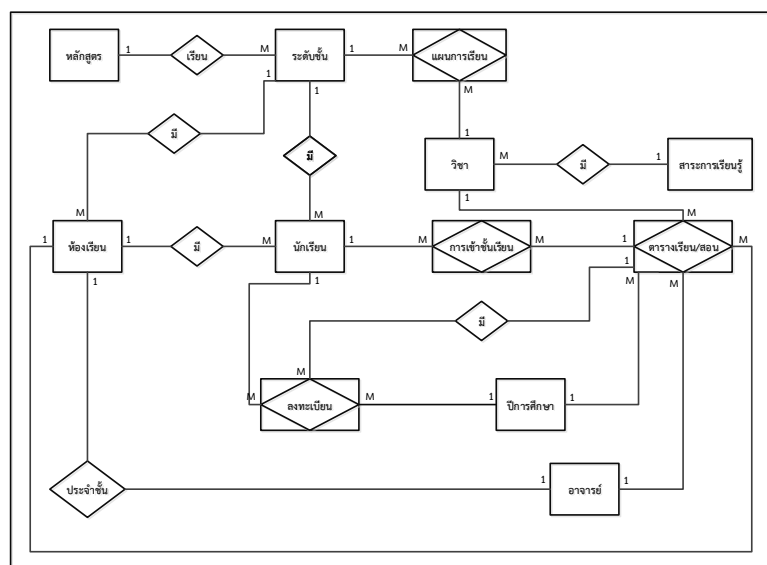 หลักสูตร 1 เรียน M ระดับชั้น 1 M แผนการเรียน
1 1 M
มี
มี
1
วิชา M มี 1 สาระการเรียนรู้
1
M M M
1 ห้องเรียน 1 มี M นักเรียน 1 M การเข้าชั้นเรียน M 1 ตารางเรียน/สอน M
1 1 1 M M
มี
M
M ลงทะเบียน M 1 ปีการศึกษา 1
ประจำชั้น 1 อาจารย์ 1